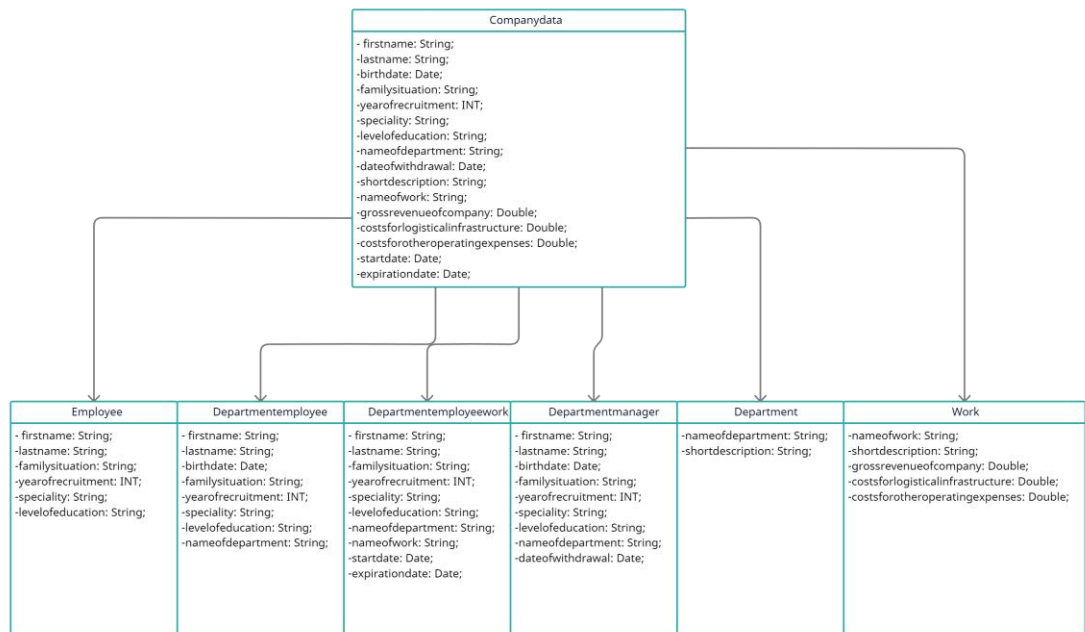 Companydata
- firstname: String;
-lastname: String;
-birthdate: Date;
-familysituation: String;
-yearofrecruitment: INT;
-speciality: String;
-levelofeducation: String;
-nameofdepartment: String;
-dateofwithdrawal: Date;
-shortdescription: String;
-nameofwork: String;
-grossrevenueofcompany: Double;
-costsforlogisticalinfrastructure: Double;
-costsforotheroperatingexpenses: Double;
-startdate: Date;
-expirationdate: Date;
Employee
- firstname: String;
-lastname: String;
-familysituation: String;
-yearofrecruitment: INT;
-speciality: String;
-levelofeducation: String;
Departmentemployee
- firstname: String;
-lastname: String;
-birthdate: Date;
-familysituation: String;
-yearofrecruitment: INT;
-speciality: String;
-levelofeducation: String;
-nameofdepartment: String;
Departmentemployeework
- firstname: String;
-lastname: String;
-familysituation: String;
-yearofrecruitment: INT;
-speciality: String;
-levelofeducation: String;
-nameofdepartment: String;
-nameofwork: String;
-startdate: Date;
-expirationdate: Date;
Departmentmanager
- firstname: String;
-lastname: String;
-birthdate: Date;
-familysituation: String;
-yearofrecruitment: INT;
-speciality: String;
-levelofeducation: String;
-nameofdepartment: String;
-dateofwithdrawal: Date;
Department
-nameofdepartment: String;
-shortdescription: String;
Work
-nameofwork: String;
-shortdescription: String;
-grossrevenueofcompany: Double;
-costsforlogisticalinfrastructure: Double;
-costsforotheroperatingexpenses: Double;